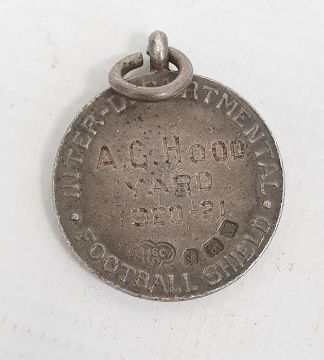 INTER-DEPARTMENTAL
A.G. HOOD
YARD
1920-21
FOOTBALL SHIELD